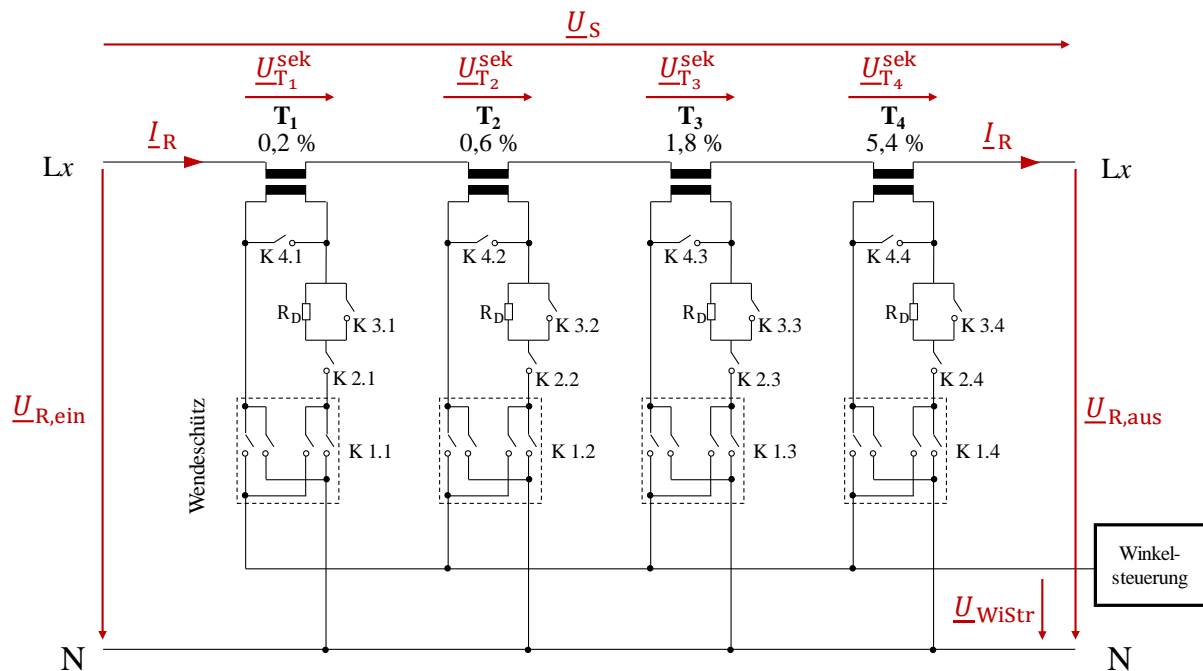 U_S
U_T₁^sek U_T₂^sek U_T₃^sek U_T₄^sek
T₁ T₂ T₃ T₄
0,2 % 0,6 % 1,8 % 5,4 %
I_R I_R
Lx Lx
K 4.1 K 4.2 K 4.3 K 4.4
R_D K 3.1 R_D K 3.2 R_D K 3.3 R_D K 3.4
K 2.1 K 2.2 K 2.3 K 2.4
U_R,ein U_R,aus
Wendeschütz
K 1.1 K 1.2 K 1.3 K 1.4
Winkel-
steuerung
U_WiStr
N N